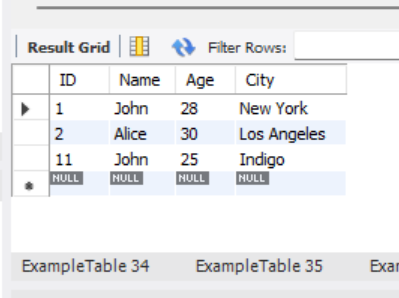 Result Grid Filter Rows:
ID Name Age City
1 John 28 New York
2 Alice 30 Los Angeles
11 John 25 Indigo
NULL NULL NULL NULL
ExampleTable 34 ExampleTable 35 Exar